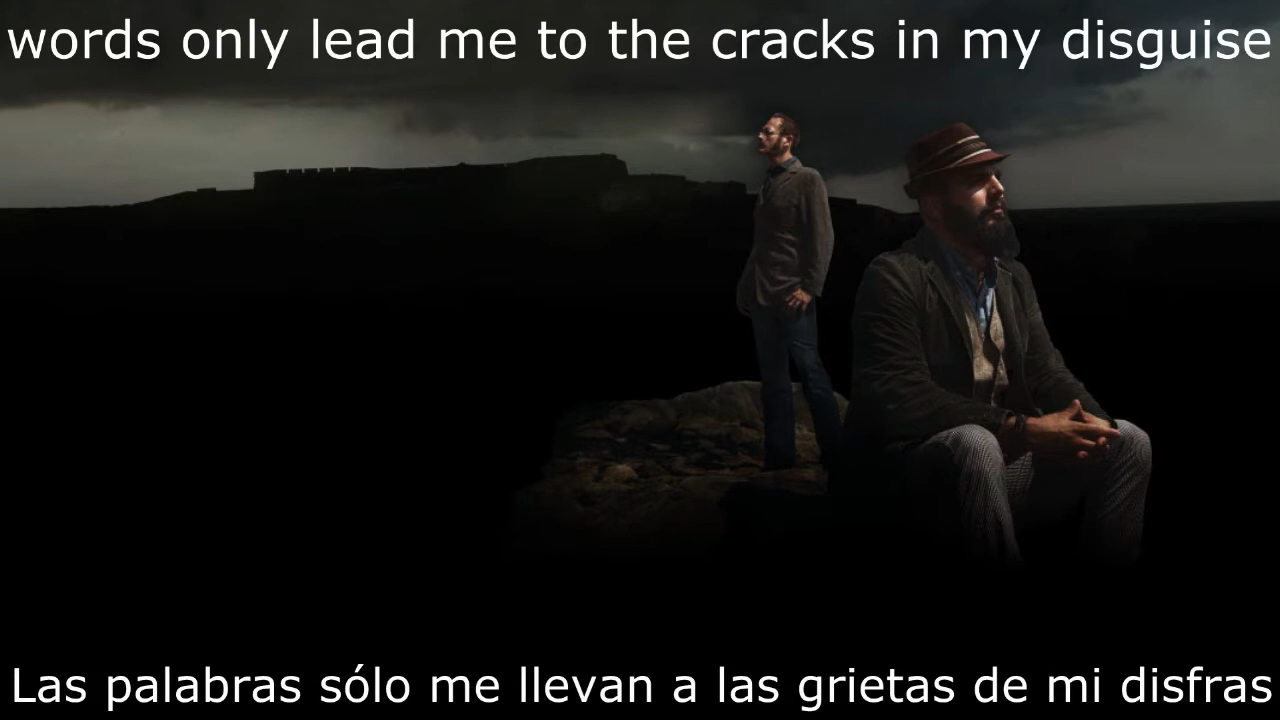 words only lead me to the cracks in my disguise
Las palabras sólo me llevan a las grietas de mi disfras